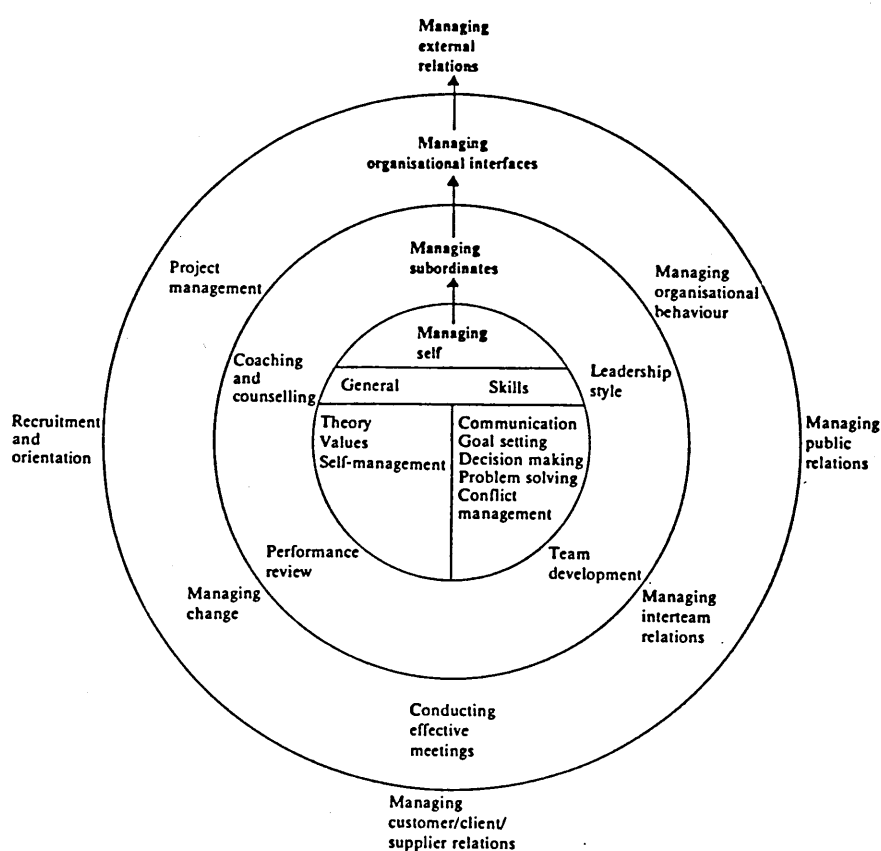 Managing
external
relations
Managing
organisational interfaces
Managing
subordinates
Project
management
Managing
organisational
behaviour
Managing
self
Coaching
and
counselling
General
Skills
Leadership
style
Recruitment
and
orientation
Theory
Values
Self-management
Communication
Goal setting
Decision making
Problem solving
Conflict
management
Managing
public
relations
Performance
review
Team
development
Managing
change
Managing
interteam
relations
Conducting
effective
meetings
Managing
customer/client/
supplier relations